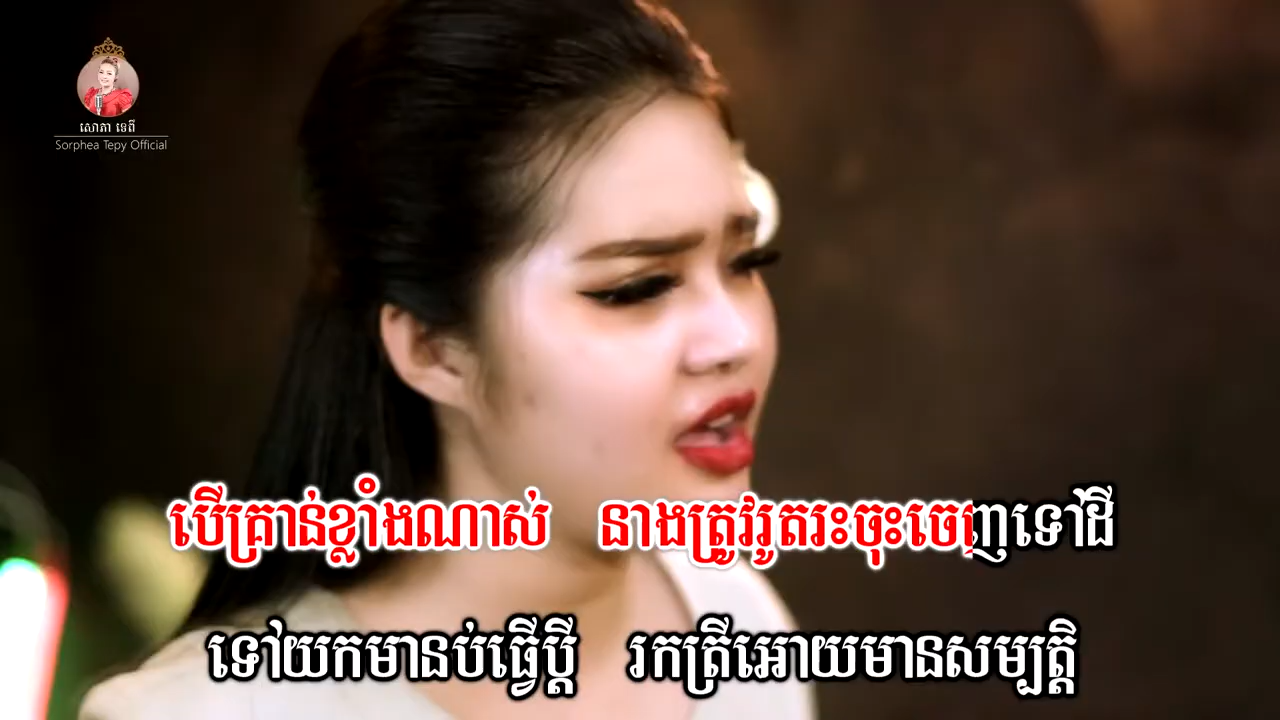 សោភា ទេពី
Sorphea Tepy Official
បើគ្រាន់ខ្លាំងណាស់ នាងត្រូវរូតរះចុះចេញទៅដី
ទៅយកមានប់ធ្វើប្ដី រកត្រីអោយមានសម្បត្តិ